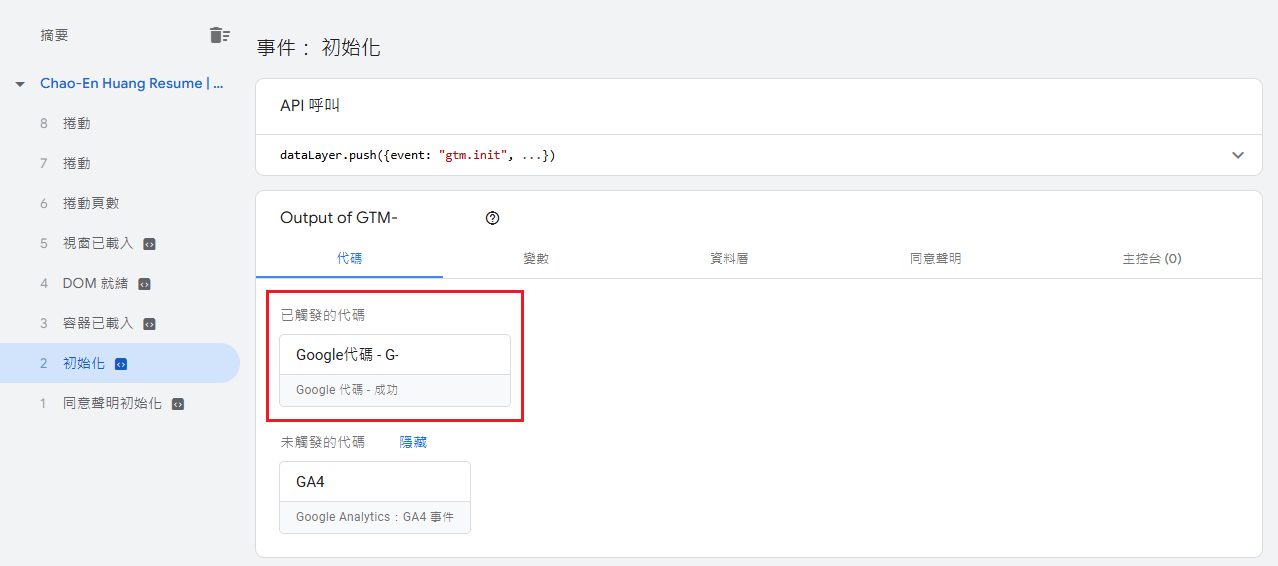 摘要
Chao-En Huang Resume | ...
8 捲動
7 捲動
6 捲動頁數
5 視窗已載入
4 DOM 就緒
3 容器已載入
2 初始化
1 同意聲明初始化
事件： 初始化
API 呼叫
dataLayer.push({event: "gtm.init", ...})
Output of GTM-
代碼 變數 資料層 同意聲明 主控台 (0)
已觸發的代碼
Google代碼 - G-
Google 代碼 - 成功
未觸發的代碼 隱藏
GA4
Google Analytics：GA4 事件